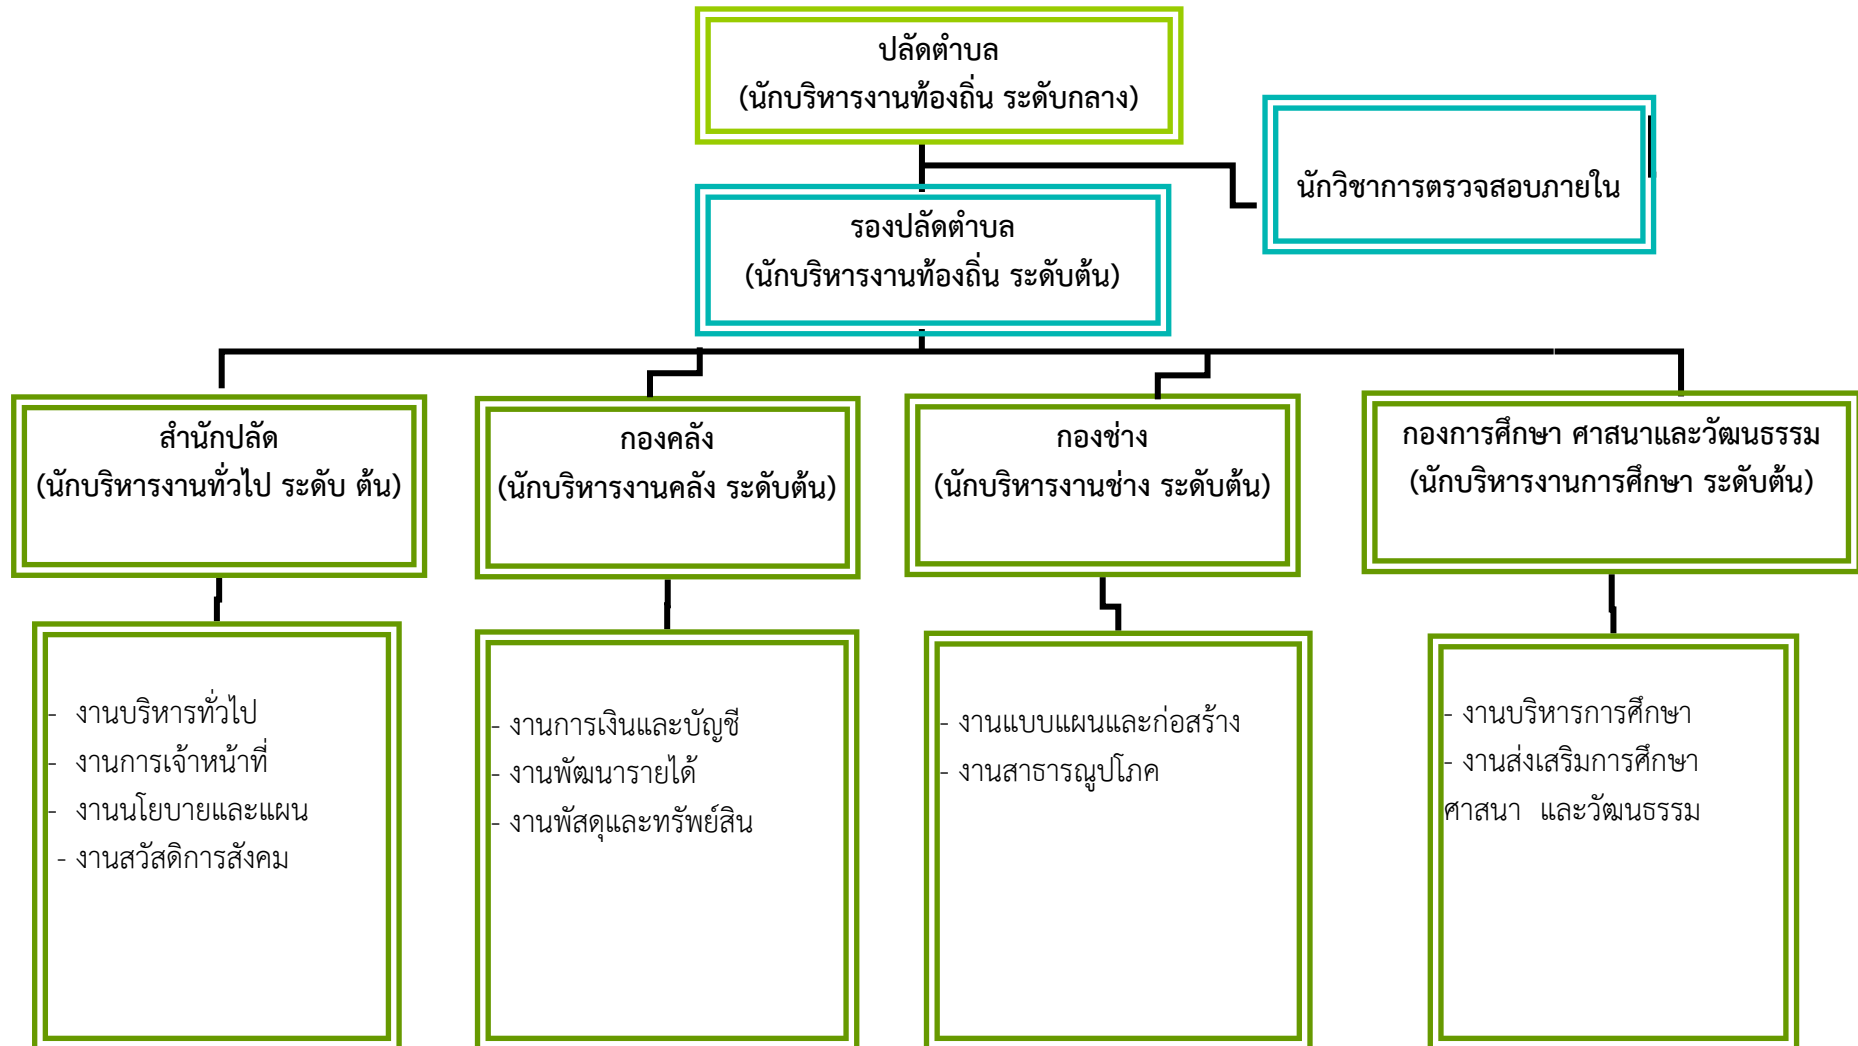 ปลัดตำบล
(นักบริหารงานท้องถิ่น ระดับกลาง)
นักวิชาการตรวจสอบภายใน
รองปลัดตำบล
(นักบริหารงานท้องถิ่น ระดับต้น)
สำนักปลัด
(นักบริหารงานทั่วไป ระดับ ต้น)
กองคลัง
(นักบริหารงานคลัง ระดับต้น)
กองช่าง
(นักบริหารงานช่าง ระดับต้น)
กองการศึกษา ศาสนาและวัฒนธรรม
(นักบริหารงานการศึกษา ระดับต้น)
- งานบริหารทั่วไป
- งานการเจ้าหน้าที่
- งานนโยบายและแผน
- งานสวัสดิการสังคม
- งานการเงินและบัญชี
- งานพัฒนารายได้
- งานพัสดุและทรัพย์สิน
- งานแบบแผนและก่อสร้าง
- งานสาธารณูปโภค
- งานบริหารการศึกษา
- งานส่งเสริมการศึกษา
ศาสนา และวัฒนธรรม